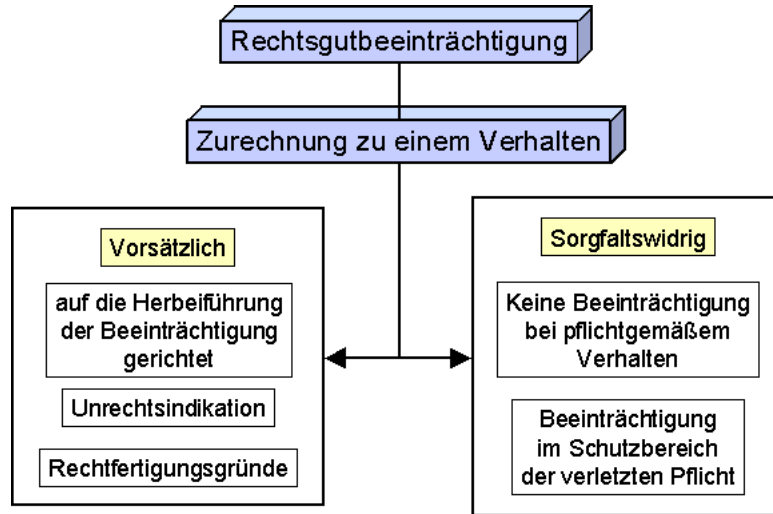 Rechtsgutbeeinträchtigung
Zurechnung zu einem Verhalten
Vorsätzlich
auf die Herbeiführung
der Beeinträchtigung
gerichtet
Unrechtsindikation
Rechtfertigungsgründe
Sorgfaltswidrig
Keine Beeinträchtigung
bei pflichtgemäßem
Verhalten
Beeinträchtigung
im Schutzbereich
der verletzten Pflicht